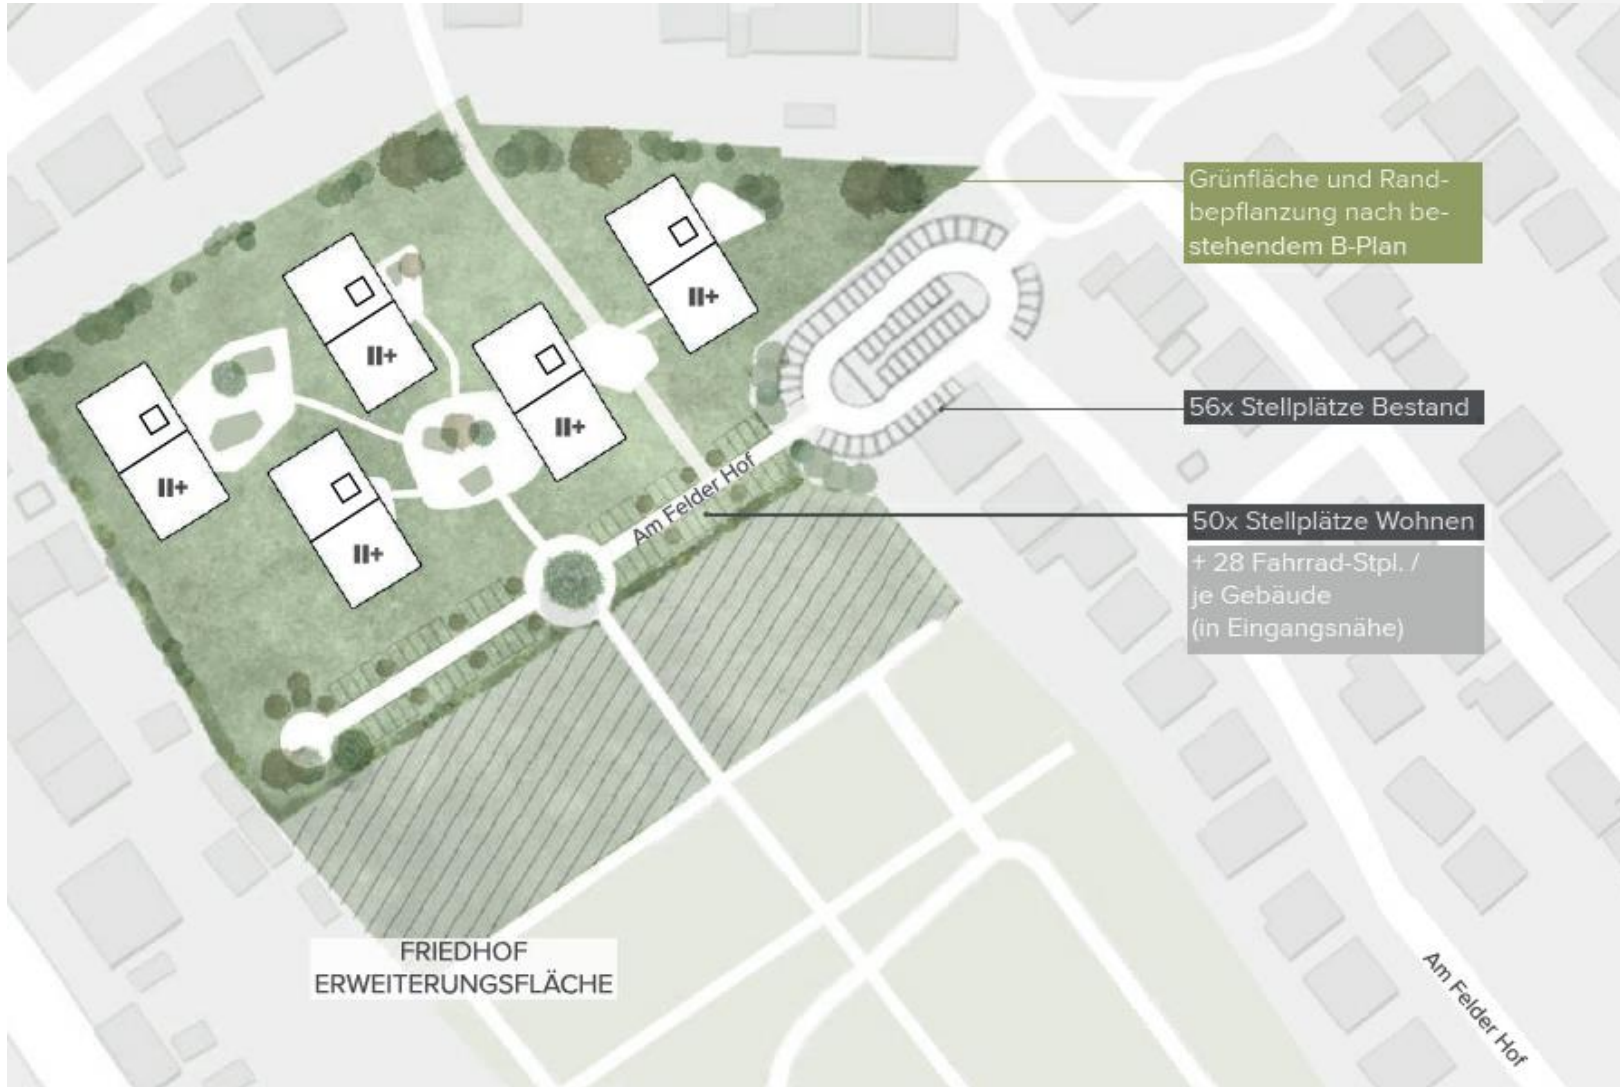 Grünfläche und Rand-
bepflanzung nach be-
stehendem B-Plan
II+
II+
II+
II+
II+
56x Stellplätze Bestand
Am Felder Hof
50x Stellplätze Wohnen
+ 28 Fahrrad-Stpl. /
je Gebäude
(in Eingangsnähe)
FRIEDHOF
ERWEITERUNGSFLÄCHE
Am Felder Hof